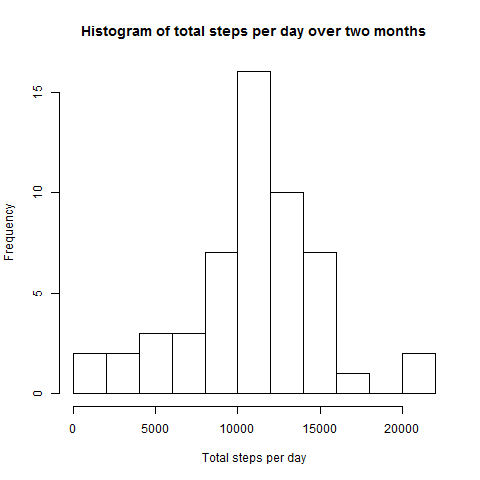 Histogram of total steps per day over two months
Frequency
15
10
5
0
0 5000 10000 15000 20000
Total steps per day